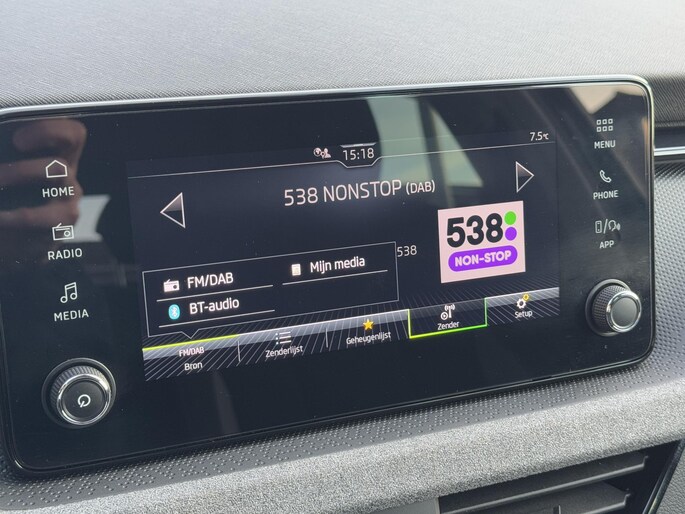 HOME
RADIO
MEDIA
15:18
7.5°C
538 NONSTOP (DAB)
538
538
NON-STOP
FM/DAB
Mijn media
BT-audio
FM/DAB
Bron
Zenderlijst
Geheugenlijst
Zender
Setup
MENU
PHONE
APP